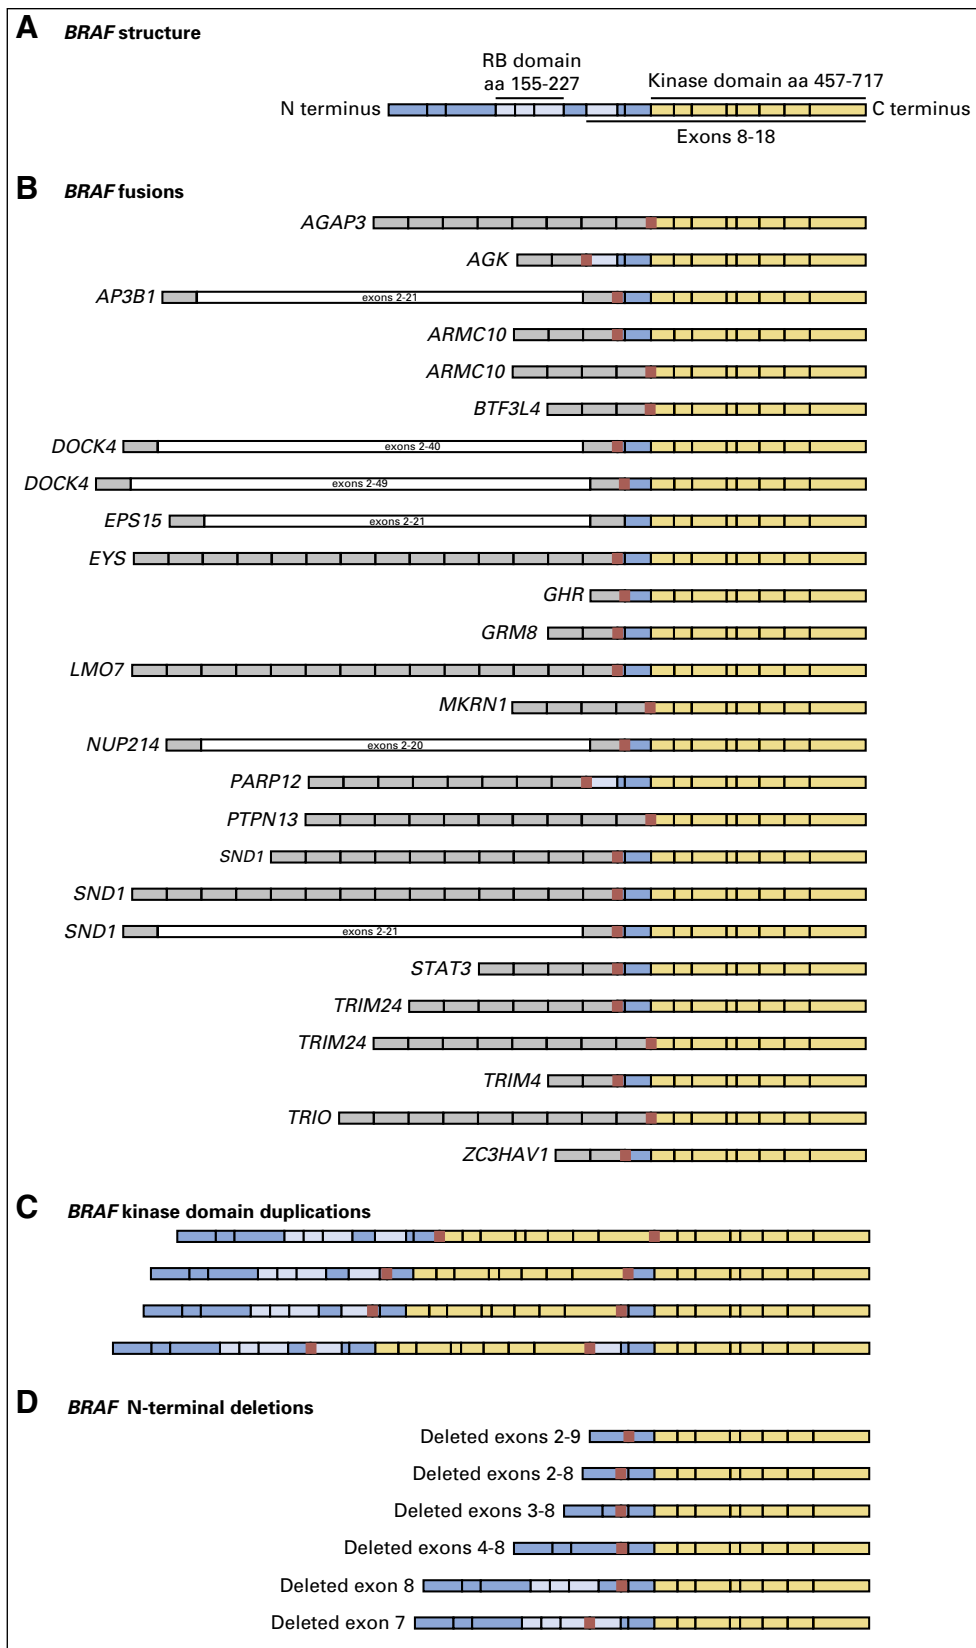 A BRAF structure
RB domain
aa 155-227
Kinase domain aa 457-717
N terminus
C terminus
Exons 8-18
B BRAF fusions
AGAP3
AGK
AP3B1 exons 2-21
ARMC10
ARMC10
BTF3L4
DOCK4 exons 2-40
DOCK4 exons 2-49
EPS15 exons 2-21
EYS
GHR
GRM8
LMO7
MKRN1
NUP214 exons 2-20
PARP12
PTPN13
SND1
SND1
SND1 exons 2-21
STAT3
TRIM24
TRIM24
TRIM4
TRIO
ZC3HAV1
C BRAF kinase domain duplications
D BRAF N-terminal deletions
Deleted exons 2-9
Deleted exons 2-8
Deleted exons 3-8
Deleted exons 4-8
Deleted exon 8
Deleted exon 7